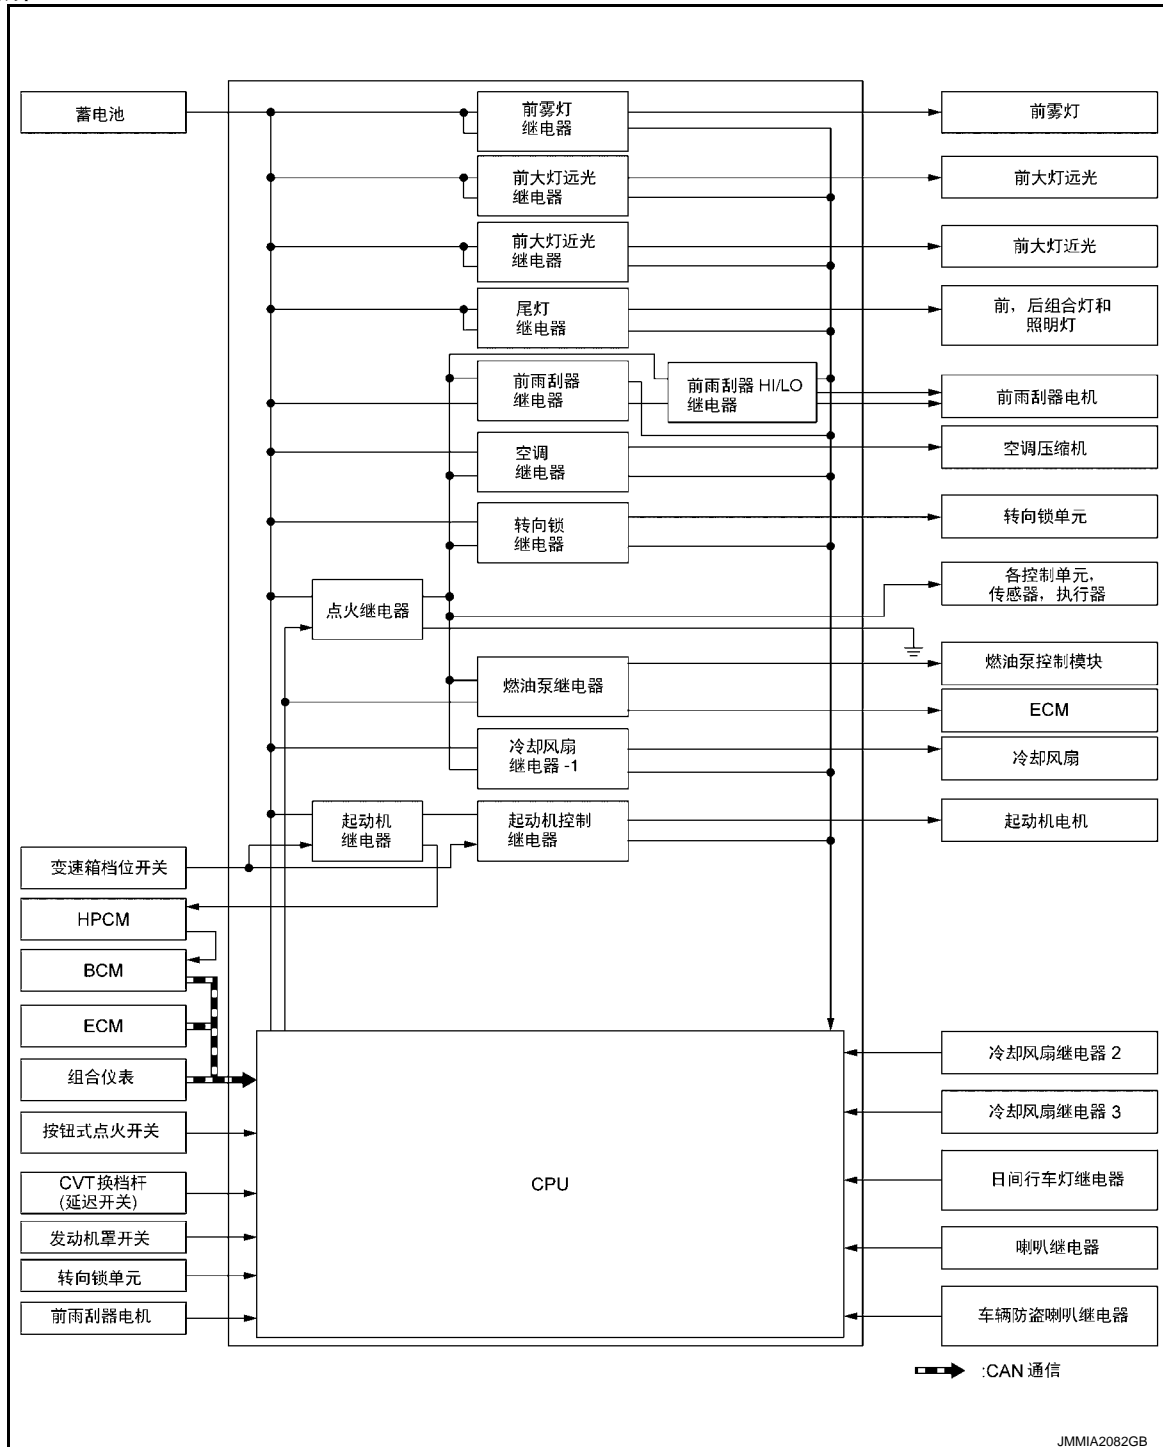 蓄电池
前雾灯
继电器
前雾灯
前大灯远光
继电器
前大灯远光
前大灯近光
继电器
前大灯近光
尾灯
继电器
前，后组合灯和
照明灯
前雨刮器
继电器
前雨刮器 HI/LO
继电器
前雨刮器电机
空调
继电器
空调压缩机
转向锁
继电器
转向锁单元
点火继电器
各控制单元，
传感器，执行器
燃油泵继电器
燃油泵控制模块
ECM
冷却风扇
继电器 -1
冷却风扇
起动机
继电器
起动机控制
继电器
起动机电机
变速箱档位开关
HPCM
BCM
ECM
组合仪表
按钮式点火开关
CVT 换档杆
(延迟开关)
发动机罩开关
转向锁单元
前雨刮器电机
CPU
冷却风扇继电器 2
冷却风扇继电器 3
日间行车灯继电器
喇叭继电器
车辆防盗喇叭继电器
:CAN 通信
JMMIA2082GB